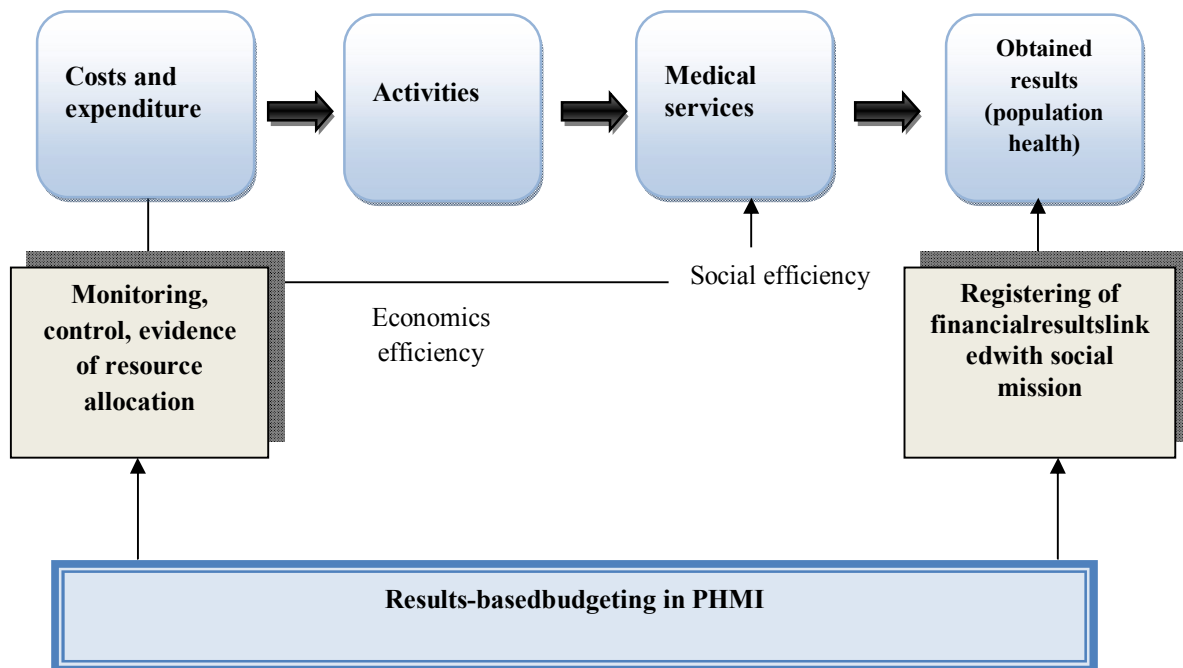 Costs and
expenditure
Activities
Medical
services
Obtained
results
(population
health)
Monitoring,
control, evidence
of resource
allocation
Economics
efficiency
Social efficiency
Registering of
financialresultslink
edwith social
mission
Results-basedbudgeting in PHMI